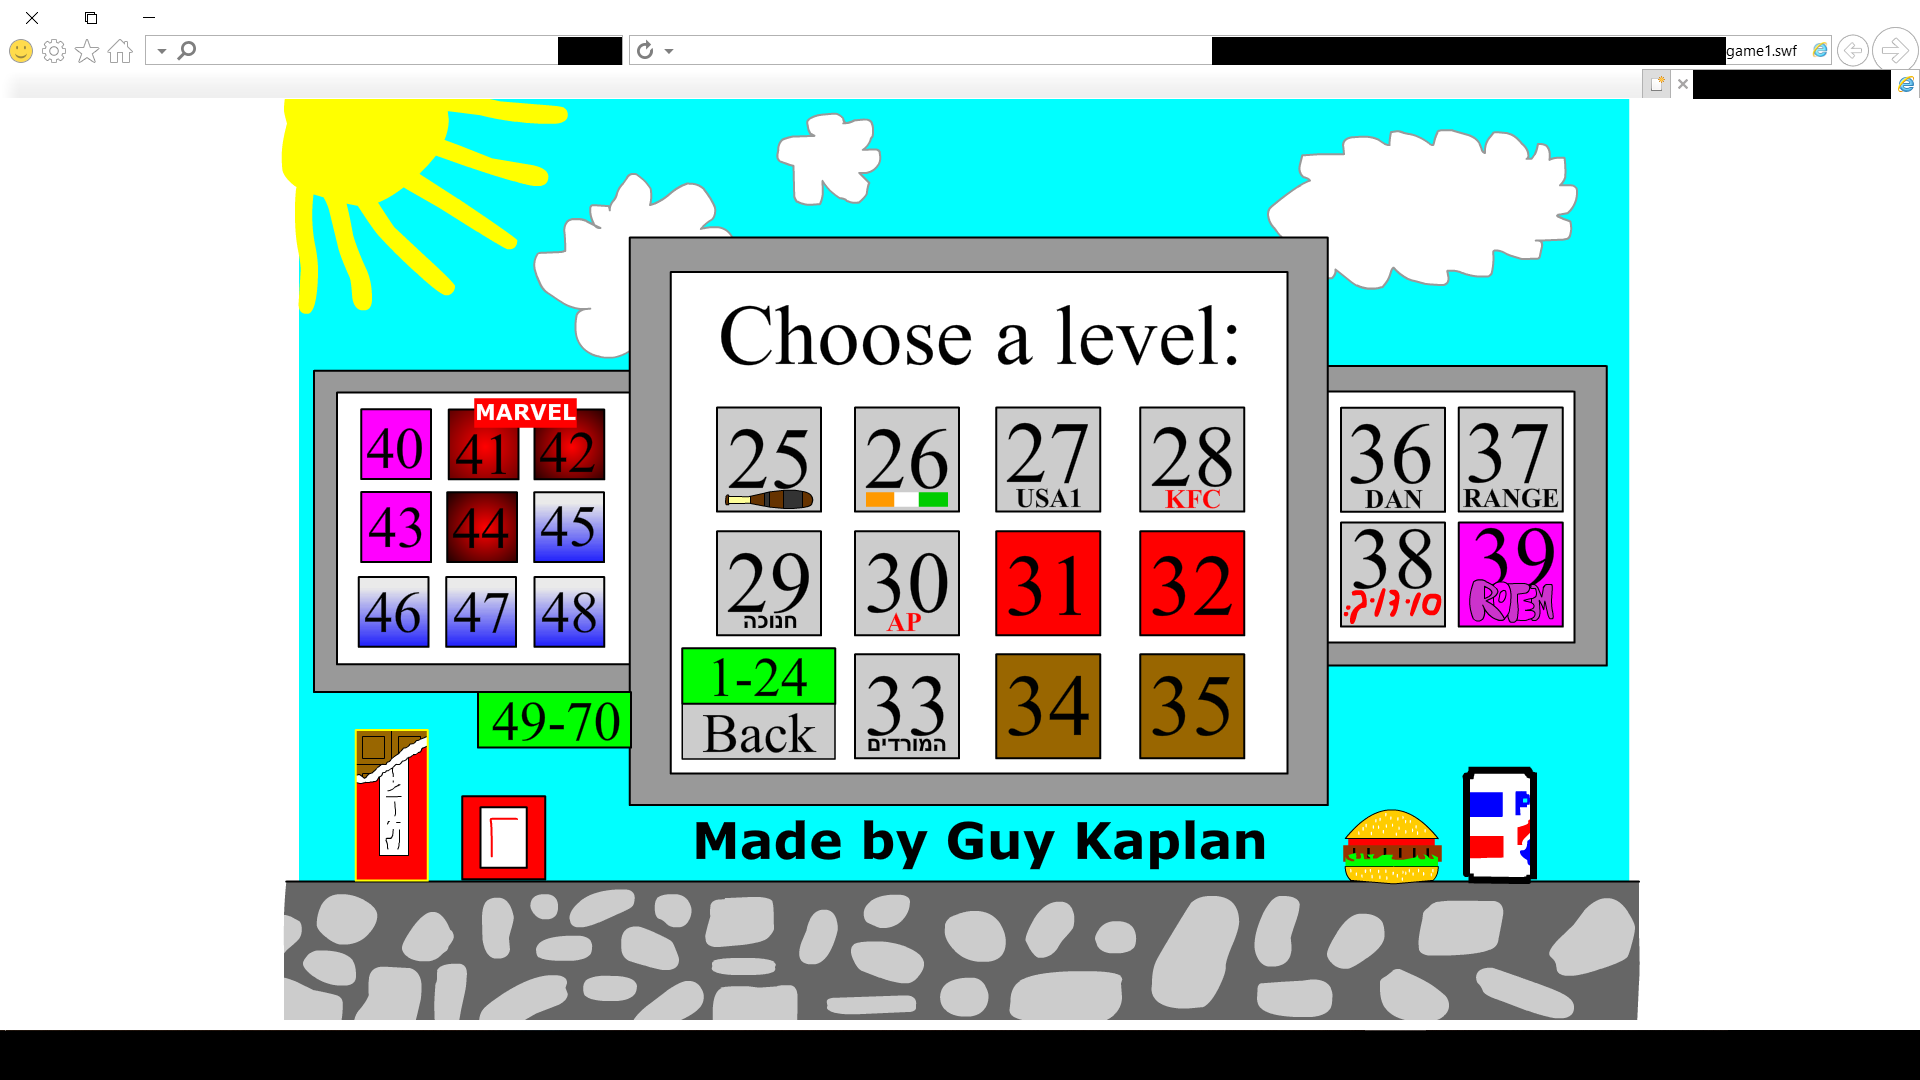 game1.swf
Choose a level:
MARVEL
40 41 42
43 44 45
46 47 48
49-70
25 26 27 28
USA1 KFC
29 30 31 32
חנוכה AP
1-24 33 34 35
Back המורדים
36 37
DAN RANGE
38 39
ROTEM
Made by Guy Kaplan